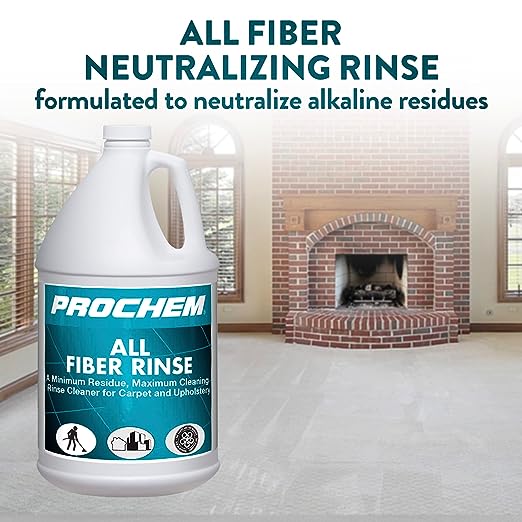 ALL FIBER
NEUTRALIZING RINSE
formulated to neutralize alkaline residues
PROCHEM
ALL
FIBER RINSE
A Minimum Residue, Maximum Cleaning
Rinse Cleaner for Carpet and Upholstery